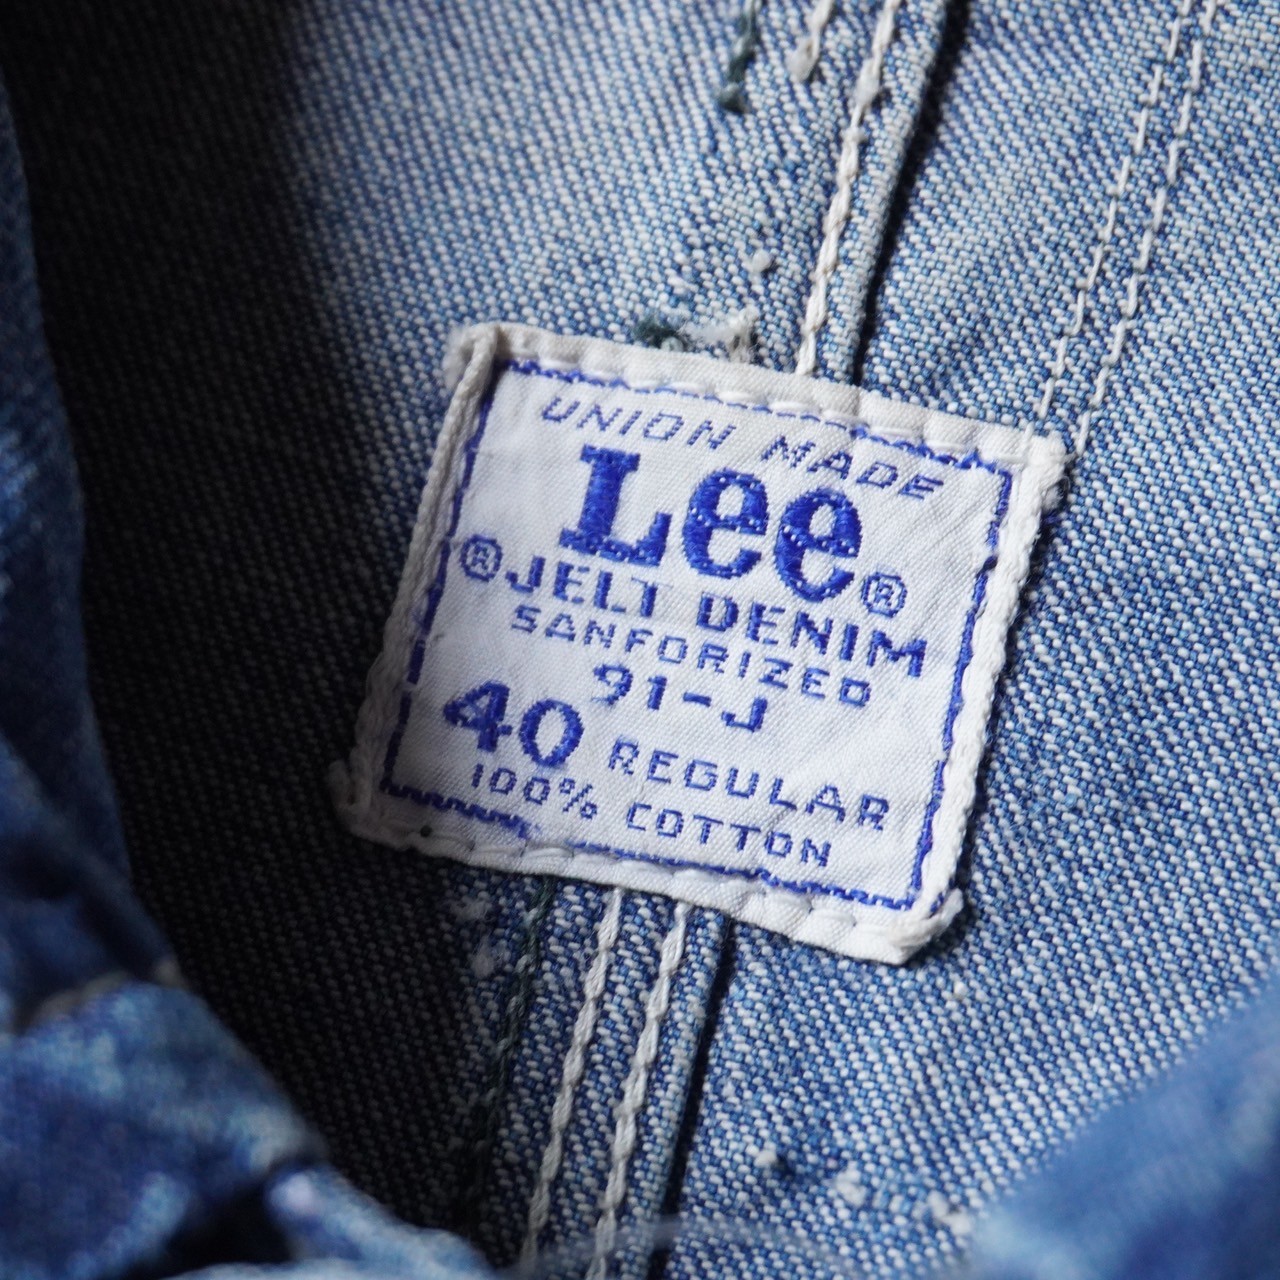 UNION MADE
Lee®
®JELT DENIM
SANFORIZED
91-J
40 REGULAR
100% COTTON